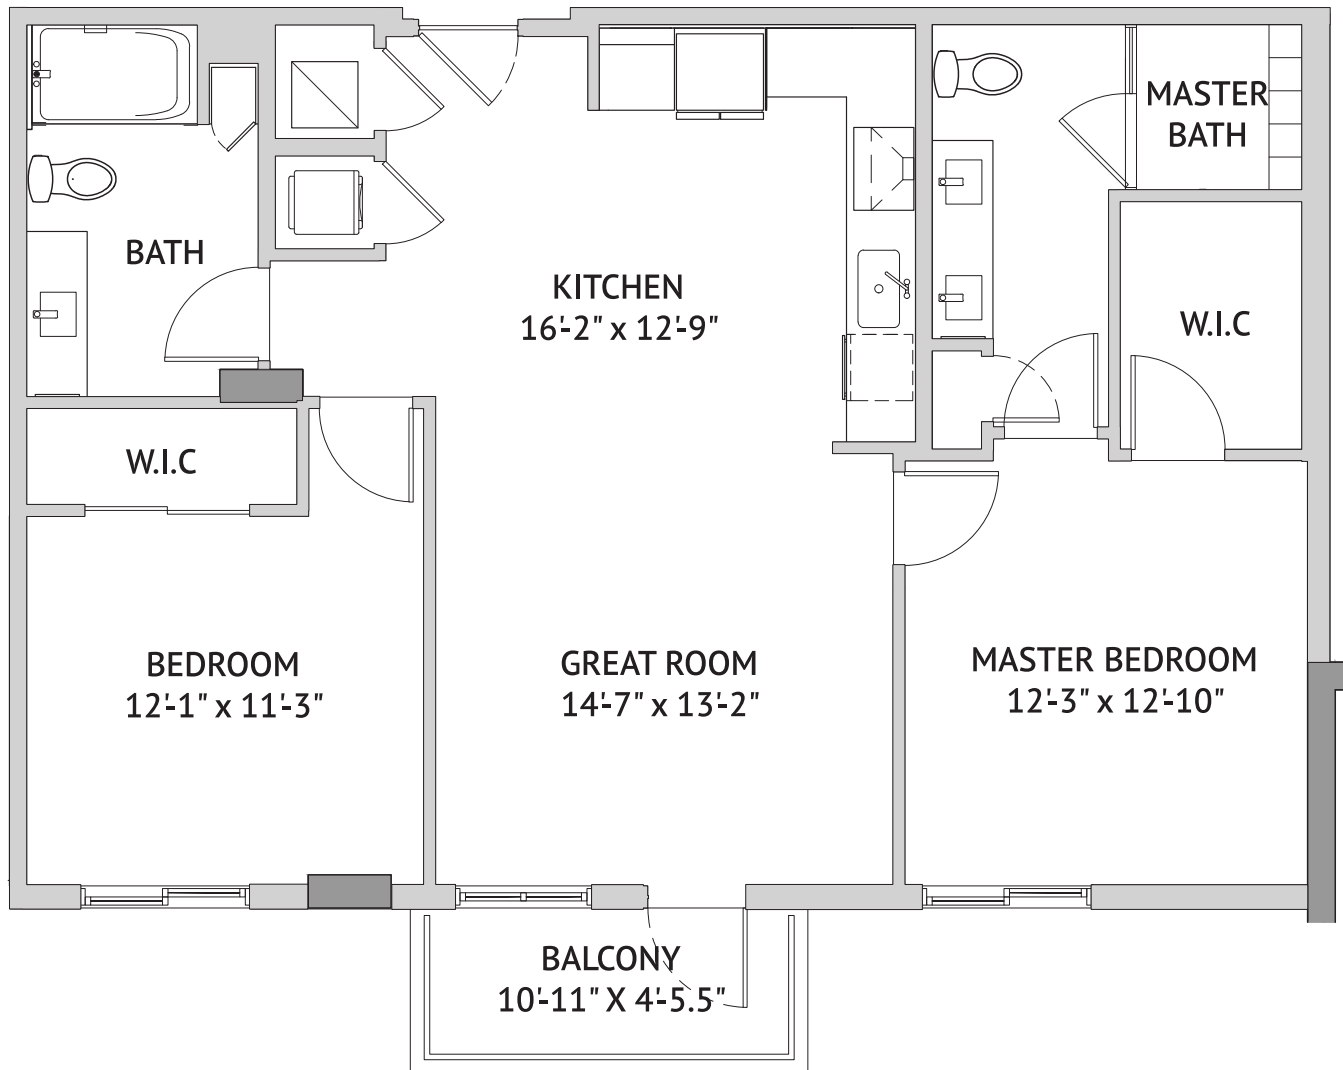 MASTER
BATH
BATH
KITCHEN
16'-2" x 12'-9"
W.I.C
W.I.C
BEDROOM
12'-1" x 11'-3"
GREAT ROOM
14'-7" x 13'-2"
MASTER BEDROOM
12'-3" x 12'-10"
BALCONY
10'-11" X 4'-5.5"